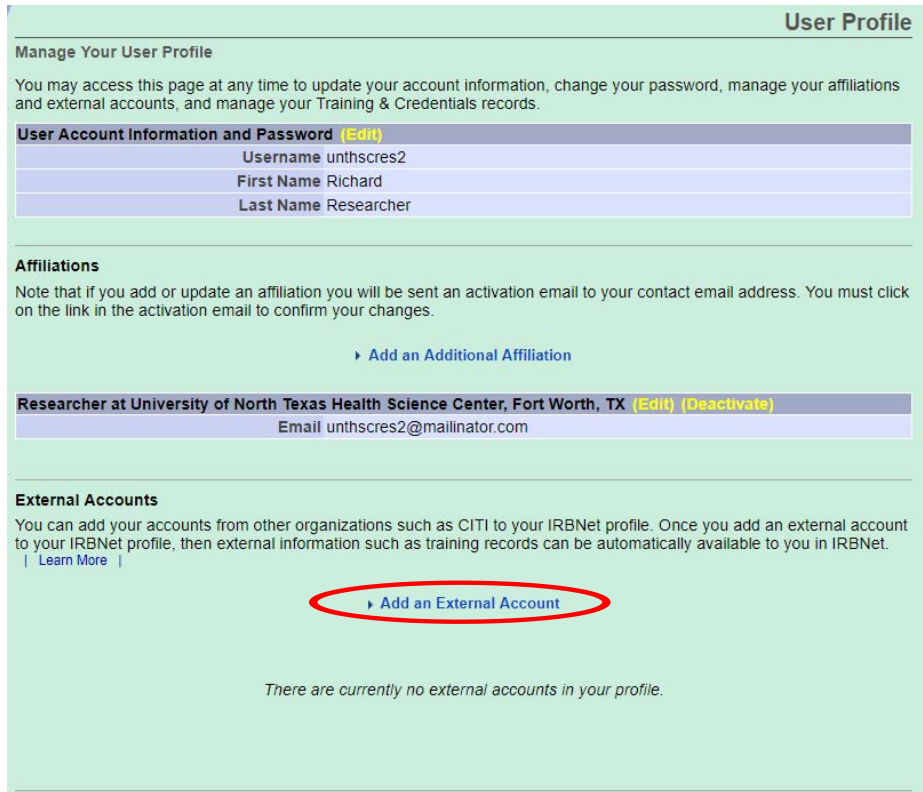 User Profile
Manage Your User Profile
You may access this page at any time to update your account information, change your password, manage your affiliations
and external accounts, and manage your Training & Credentials records.
User Account Information and Password (Edit)
Username unthscres2
First Name Richard
Last Name Researcher
Affiliations
Note that if you add or update an affiliation you will be sent an activation email to your contact email address. You must click
on the link in the activation email to confirm your changes.
Add an Additional Affiliation
Researcher at University of North Texas Health Science Center, Fort Worth, TX (Edit) (Deactivate)
Email unthscres2@mailinator.com
External Accounts
You can add your accounts from other organizations such as CITI to your IRBNet profile. Once you add an external account
to your IRBNet profile, then external information such as training records can be automatically available to you in IRBNet.
| Learn More |
Add an External Account
There are currently no external accounts in your profile.